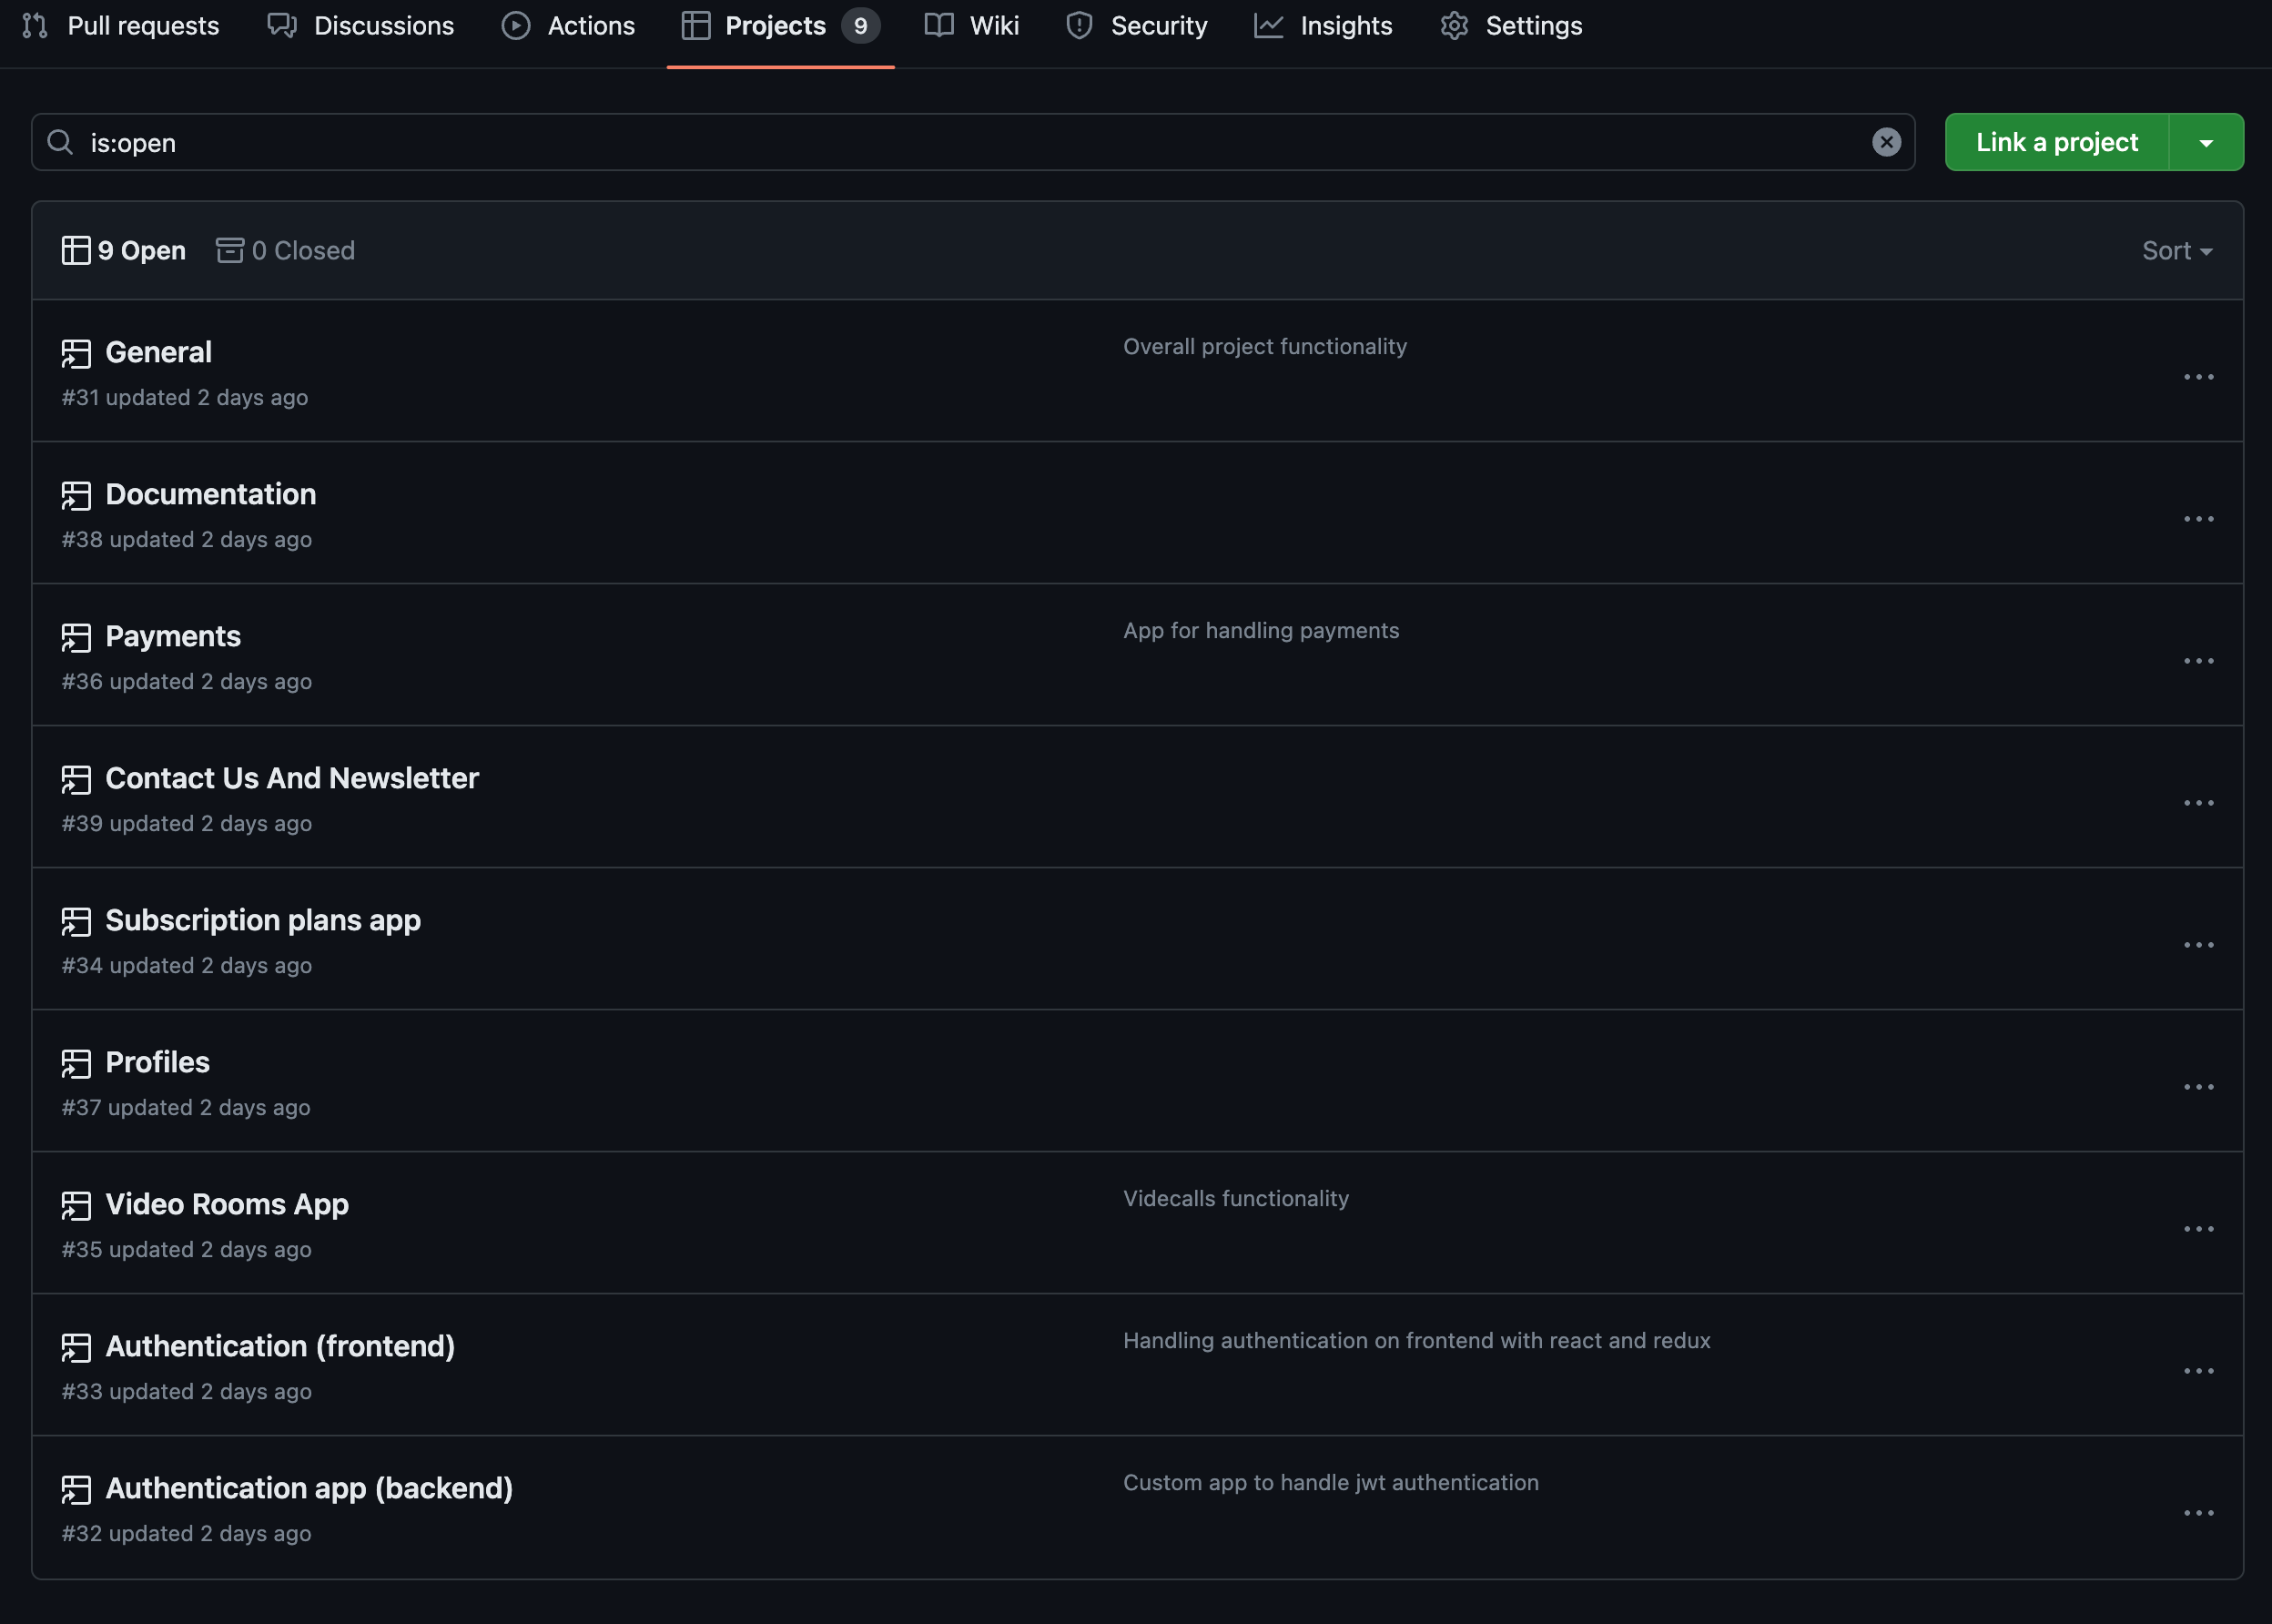 Pull requests Discussions Actions Projects 9 Wiki Security Insights Settings
is:open Link a project
9 Open 0 Closed Sort
General Overall project functionality
#31 updated 2 days ago
Documentation
#38 updated 2 days ago
Payments App for handling payments
#36 updated 2 days ago
Contact Us And Newsletter
#39 updated 2 days ago
Subscription plans app
#34 updated 2 days ago
Profiles
#37 updated 2 days ago
Video Rooms App Videcalls functionality
#35 updated 2 days ago
Authentication (frontend) Handling authentication on frontend with react and redux
#33 updated 2 days ago
Authentication app (backend) Custom app to handle jwt authentication
#32 updated 2 days ago